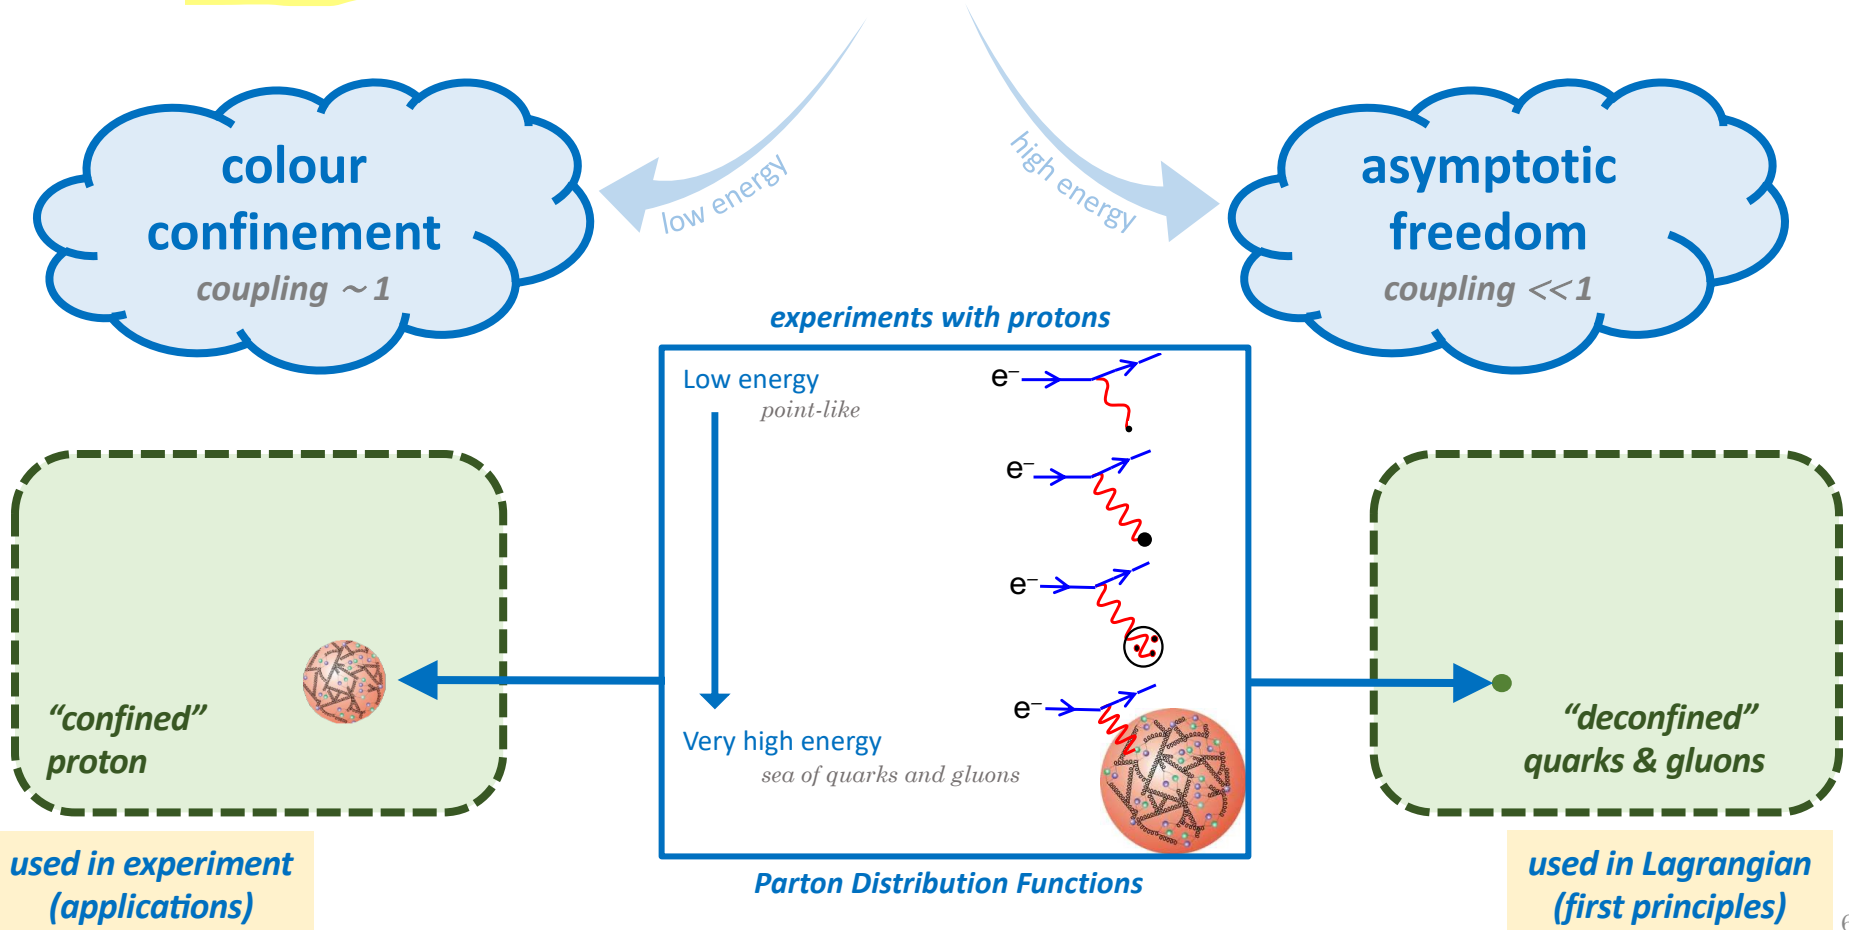 low energy
high energy
colour
confinement
coupling ~ 1
asymptotic
freedom
coupling << 1
experiments with protons
Low energy
point-like
e⁻
e⁻
e⁻
e⁻
Very high energy
sea of quarks and gluons
Parton Distribution Functions
“confined”
proton
“deconfined”
quarks & gluons
used in experiment
(applications)
used in Lagrangian
(first principles)